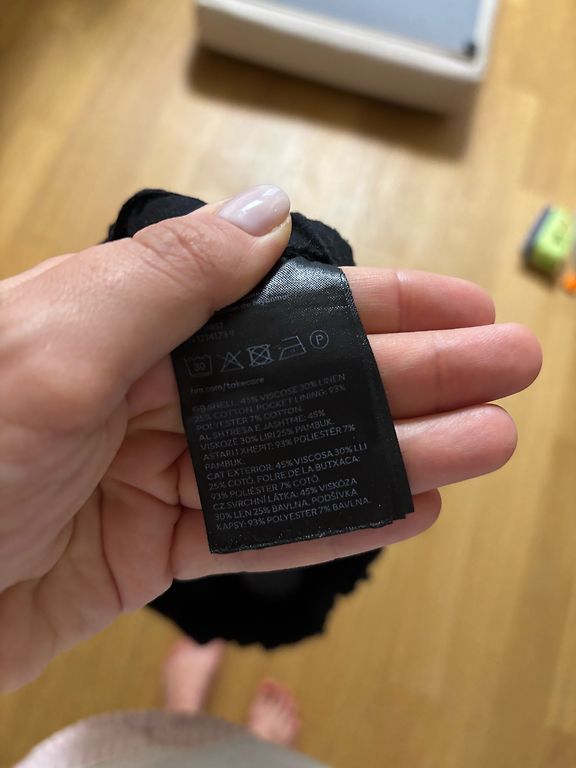 30 P
hm.com/takecare
GB SHELL: 45% VISCOSE 30% LINEN
25% COTTON. POCKET LINING: 93%
POLYESTER 7% COTTON.
AL SHTRESA E JASHTME: 45%
VISKOZË 30% LIRI 25% PAMBUK.
ASTARI I XHEPIT: 93% POLIESTËR 7%
PAMBUK.
CAT EXTERIOR: 45% VISCOSA 30% LLI
25% COTÓ. FOLRE DE LA BUTXACA:
93% POLIÈSTER 7% COTÓ
CZ SVRCHNÍ LÁTKA: 45% VISKÓZA
30% LEN 25% BAVLNA. PODŠÍVKA
KAPSY: 93% POLYESTER 7% BAVLNA.